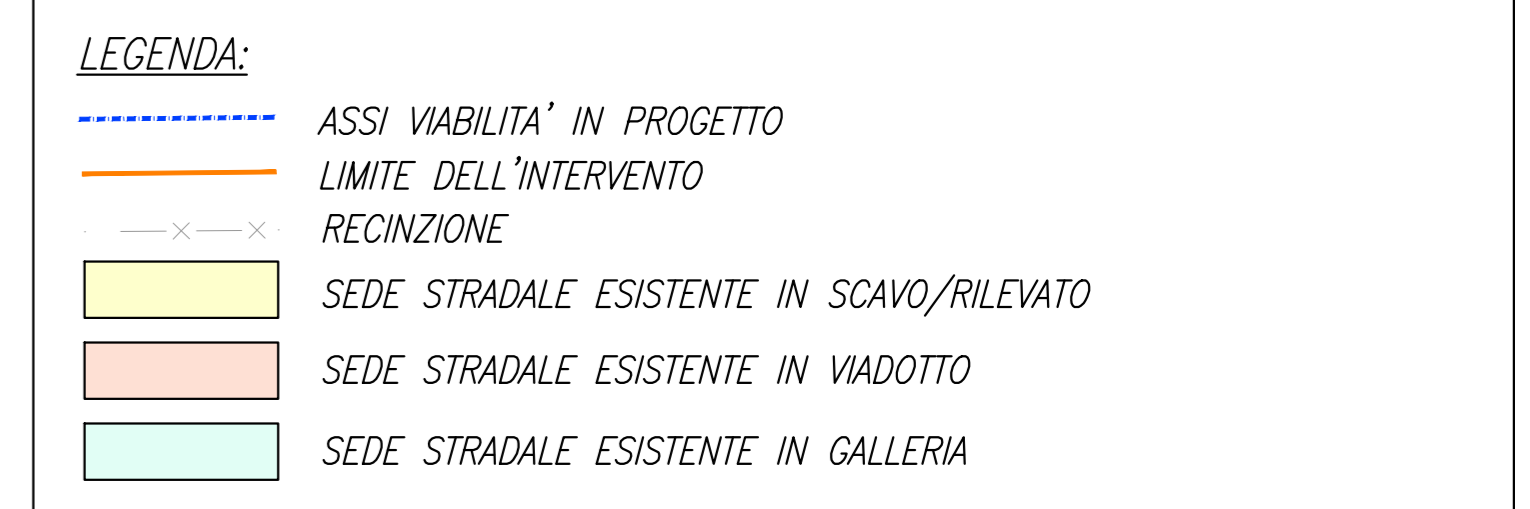 LEGENDA:
ASSI VIABILITA' IN PROGETTO
LIMITE DELL'INTERVENTO
RECINZIONE
SEDE STRADALE ESISTENTE IN SCAVO/RILEVATO
SEDE STRADALE ESISTENTE IN VIADOTTO
SEDE STRADALE ESISTENTE IN GALLERIA